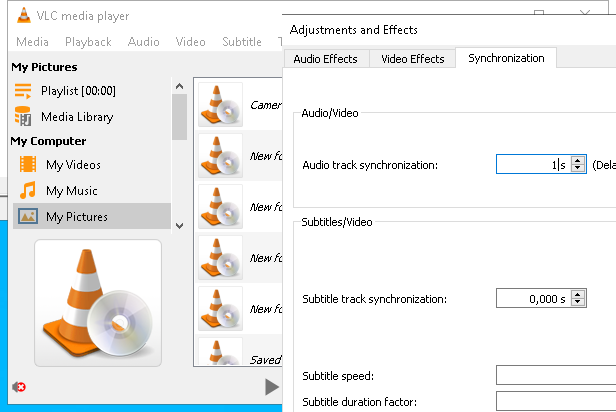 VLC media player
Media Playback Audio Video Subtitle
My Pictures
Playlist [00:00]
Media Library
My Computer
My Videos
My Music
My Pictures
Camer
New fo
New fo
New fo
New fo
Saved
Adjustments and Effects
Audio Effects Video Effects Synchronization
Audio/Video
Audio track synchronization: 1 s (Dela
Subtitles/Video
Subtitle track synchronization: 0,000 s
Subtitle speed:
Subtitle duration factor: